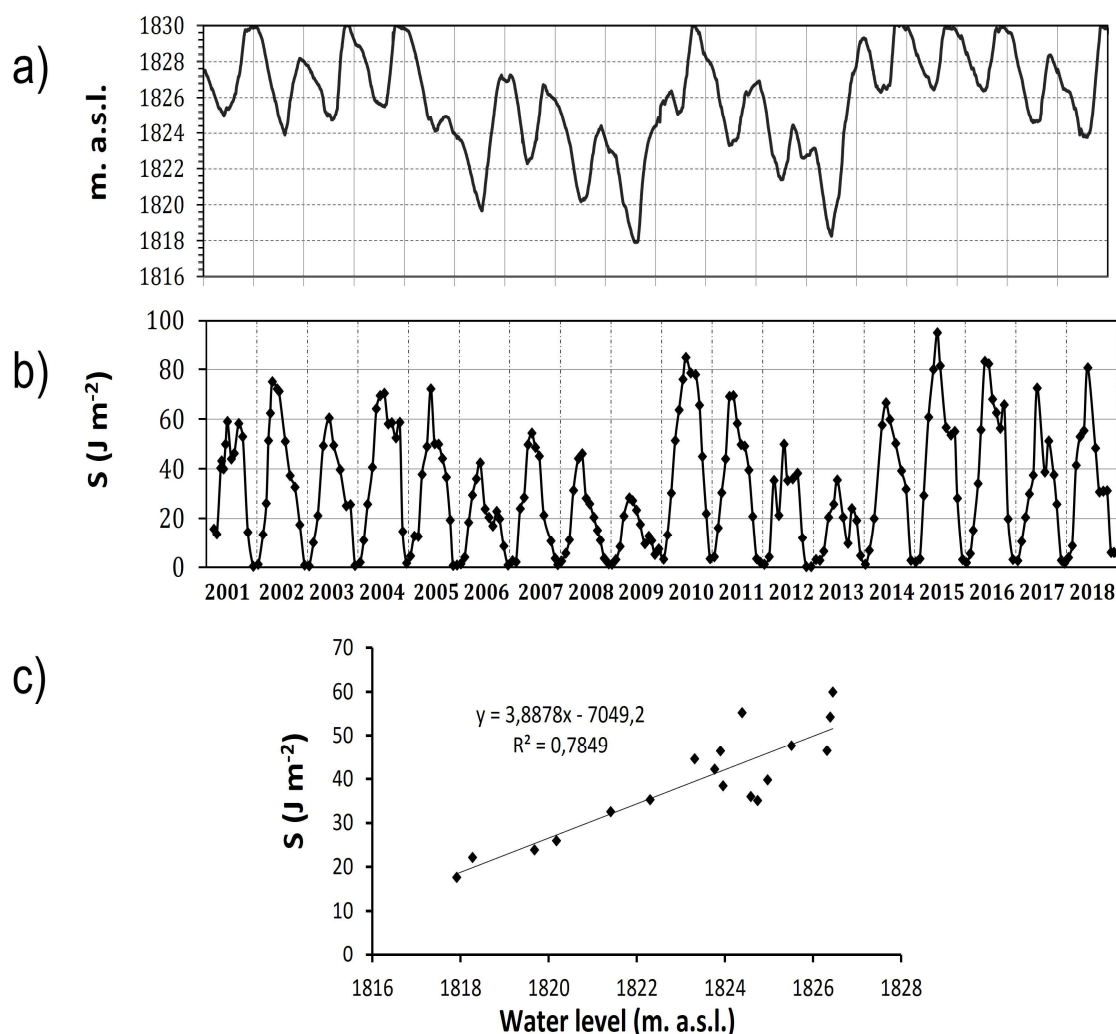 a)
m. a.s.l.
1830
1828
1826
1824
1822
1820
1818
1816
b)
S (J m⁻²)
100
80
60
40
20
0
2001 2002 2003 2004 2005 2006 2007 2008 2009 2010 2011 2012 2013 2014 2015 2016 2017 2018
c)
S (J m⁻²)
70
60
50
40
30
20
10
0
y = 3,8878x - 7049,2
R² = 0,7849
1816 1818 1820 1822 1824 1826 1828
Water level (m. a.s.l.)